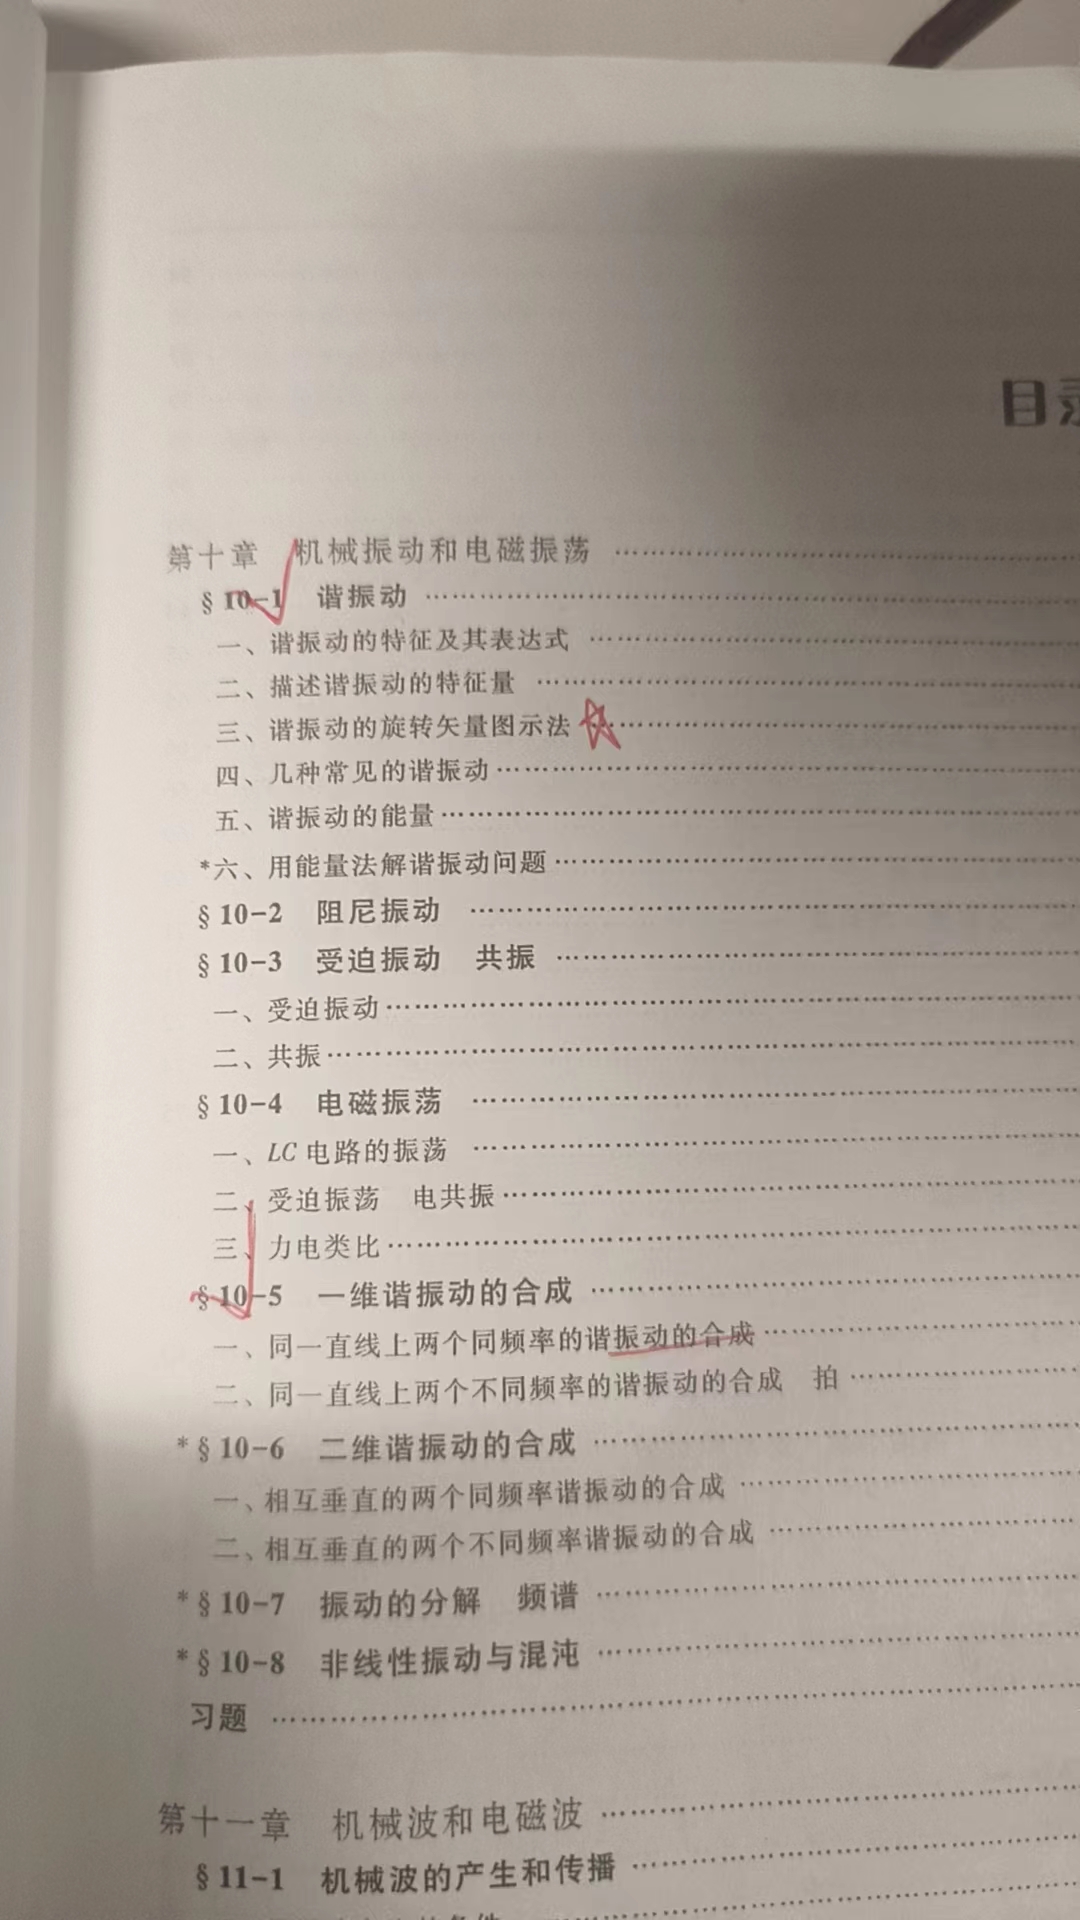 目录
第十章 机械振动和电磁振荡
§10-1 谐振动
一、谐振动的特征及其表达式
二、描述谐振动的特征量
三、谐振动的旋转矢量图示法
四、几种常见的谐振动
五、谐振动的能量
*六、用能量法解谐振动问题
§10-2 阻尼振动
§10-3 受迫振动 共振
一、受迫振动
二、共振
§10-4 电磁振荡
一、LC电路的振荡
二、受迫振荡 电共振
三、力电类比
§10-5 一维谐振动的合成
一、同一直线上两个同频率的谐振动的合成
二、同一直线上两个不同频率的谐振动的合成 拍
*§10-6 二维谐振动的合成
一、相互垂直的两个同频率谐振动的合成
二、相互垂直的两个不同频率谐振动的合成
*§10-7 振动的分解 频谱
*§10-8 非线性振动与混沌
习题
第十一章 机械波和电磁波
§11-1 机械波的产生和传播